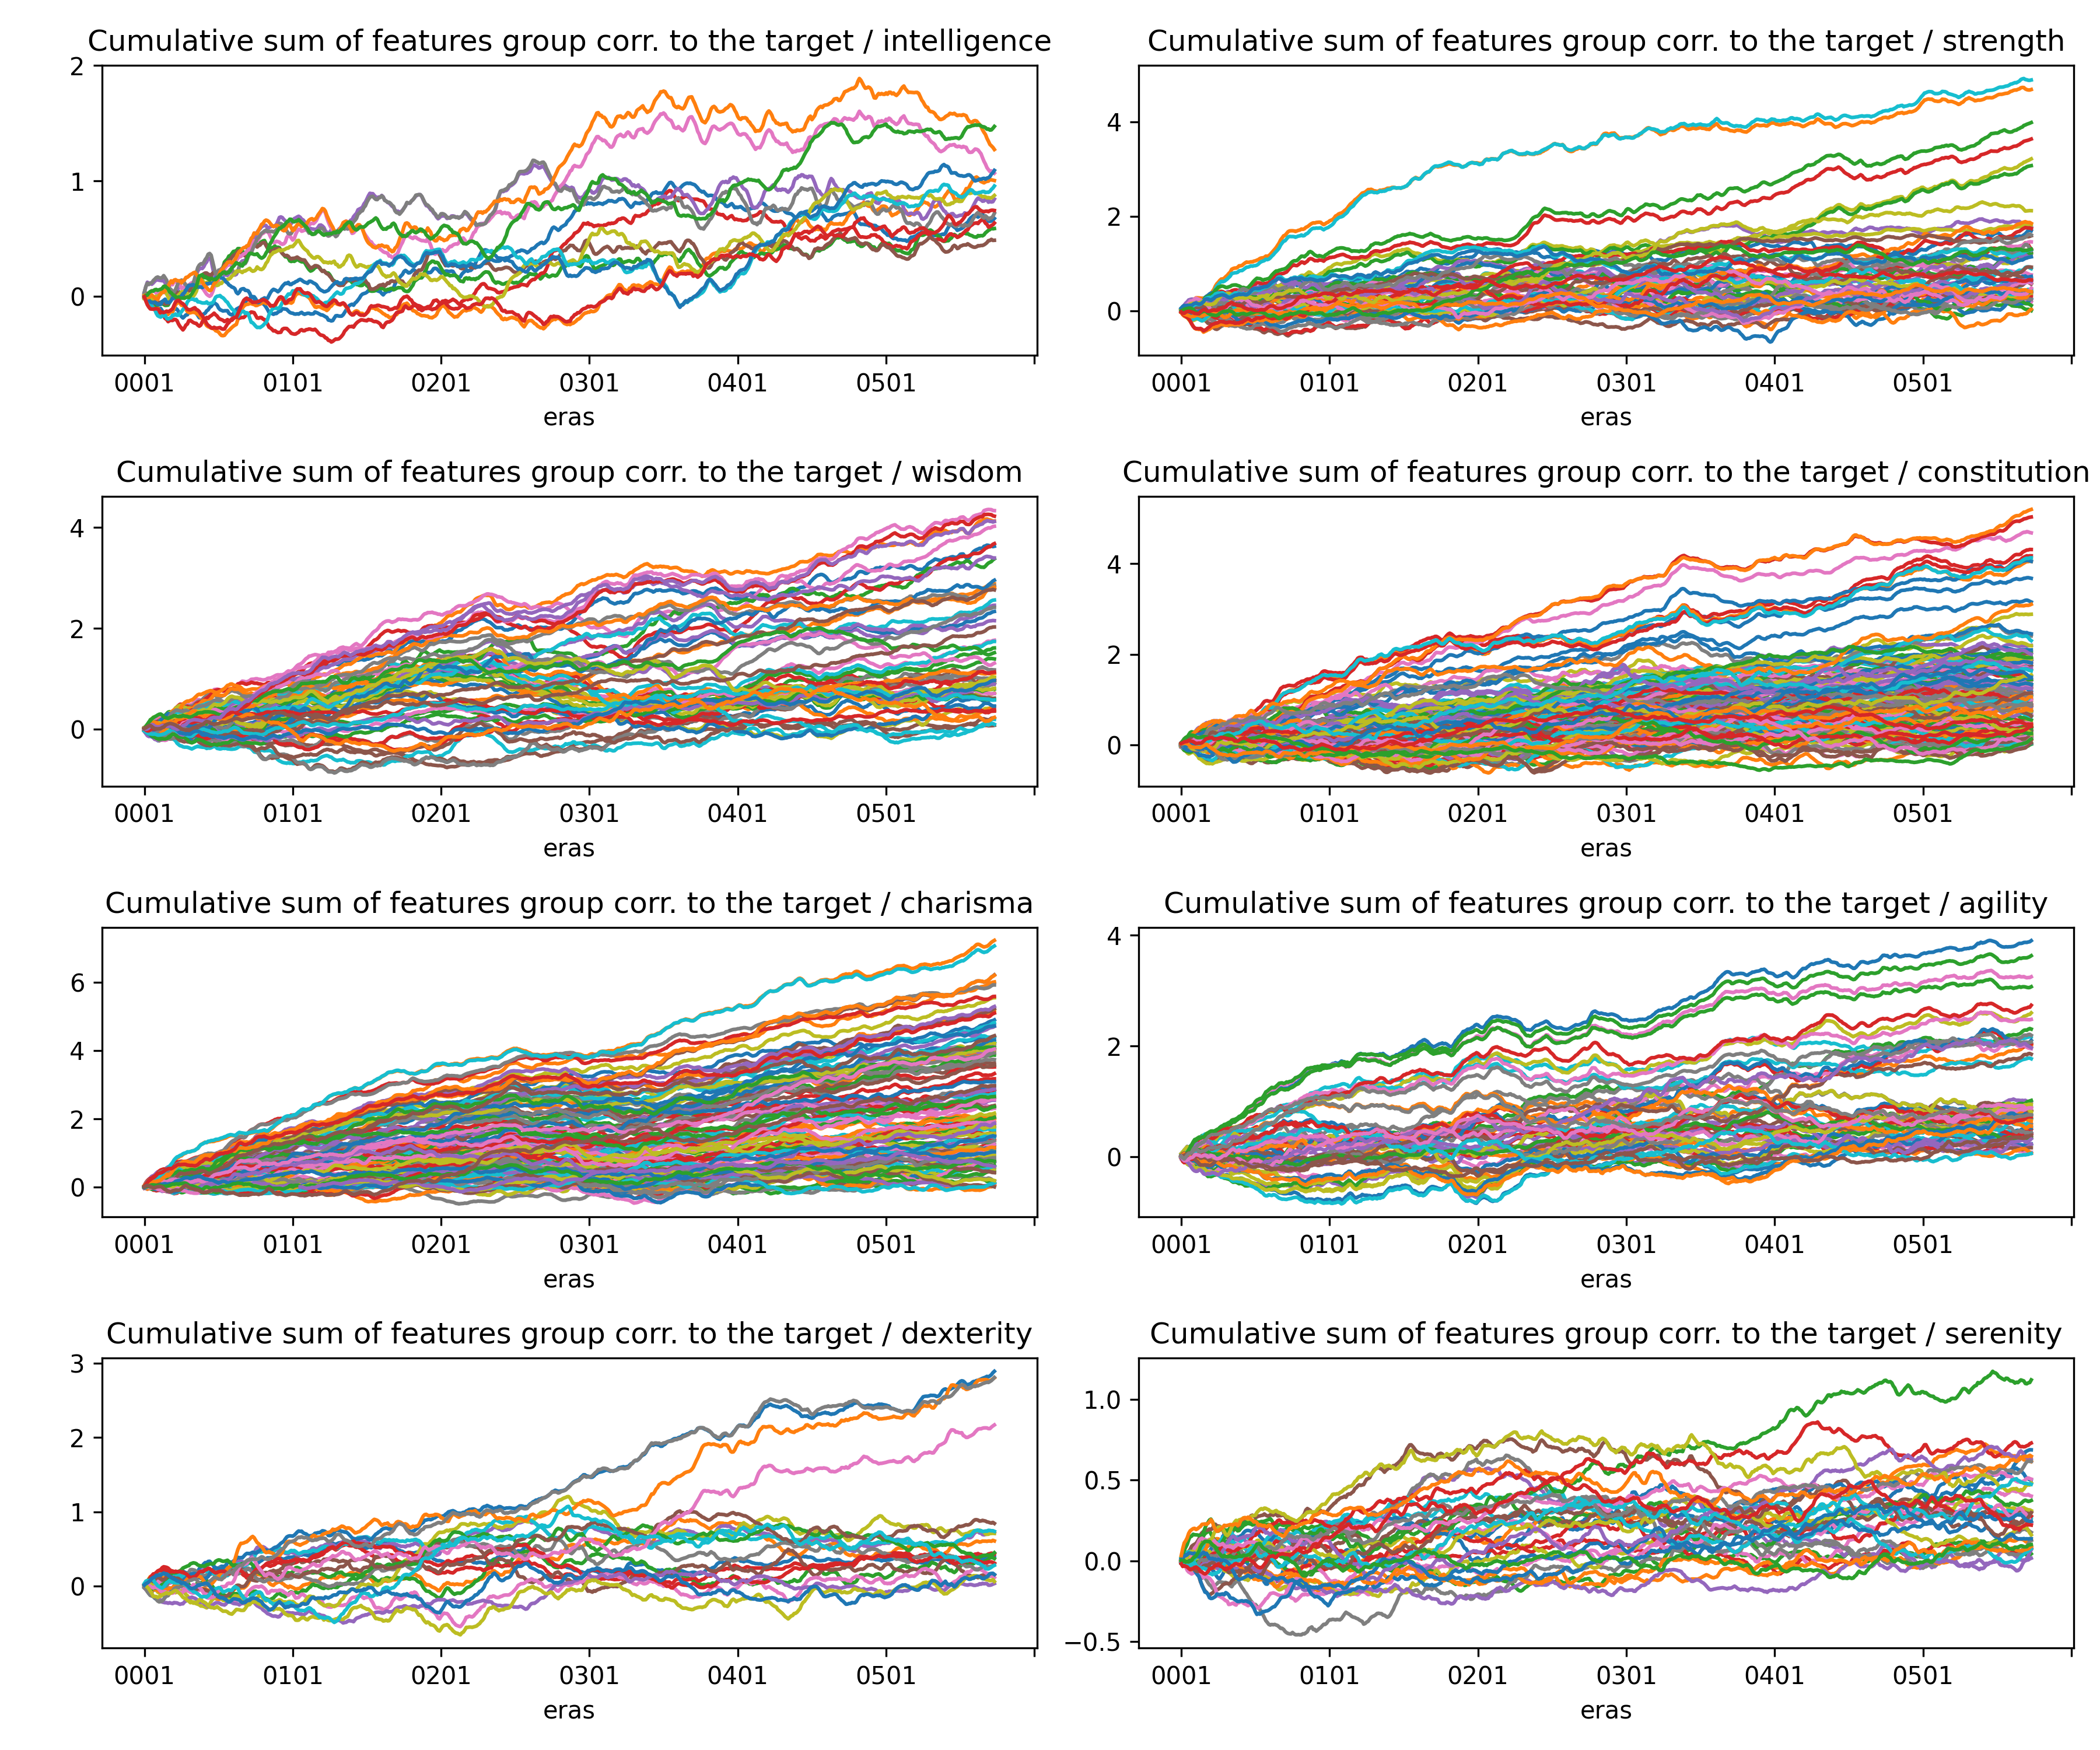 Cumulative sum of features group corr. to the target / intelligence
2
1
0
0001 0101 0201 0301 0401 0501
eras
Cumulative sum of features group corr. to the target / strength
4
2
0
0001 0101 0201 0301 0401 0501
eras
Cumulative sum of features group corr. to the target / wisdom
4
2
0
0001 0101 0201 0301 0401 0501
eras
Cumulative sum of features group corr. to the target / constitution
4
2
0
0001 0101 0201 0301 0401 0501
eras
Cumulative sum of features group corr. to the target / charisma
6
4
2
0
0001 0101 0201 0301 0401 0501
eras
Cumulative sum of features group corr. to the target / agility
4
2
0
0001 0101 0201 0301 0401 0501
eras
Cumulative sum of features group corr. to the target / dexterity
3
2
1
0
0001 0101 0201 0301 0401 0501
eras
Cumulative sum of features group corr. to the target / serenity
1.0
0.5
0.0
−0.5
0001 0101 0201 0301 0401 0501
eras